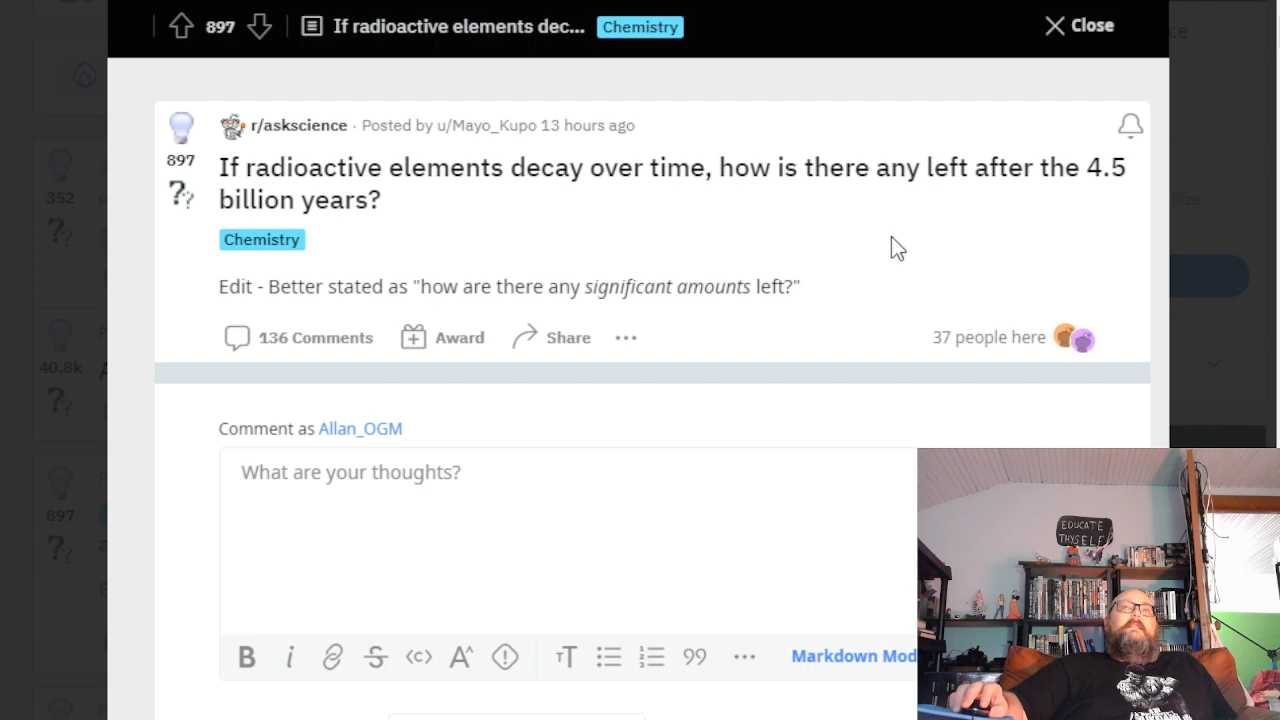 897 If radioactive elements dec... Chemistry Close
r/askscience · Posted by u/Mayo_Kupo 13 hours ago
897
If radioactive elements decay over time, how is there any left after the 4.5
billion years?
Chemistry
Edit - Better stated as "how are there any significant amounts left?"
136 Comments Award Share ••• 37 people here
Comment as Allan_OGM
What are your thoughts?
B i A T 99 ••• Markdown Mod
352
40.8k
897
ce
Size
EDUCATE
THYSELF